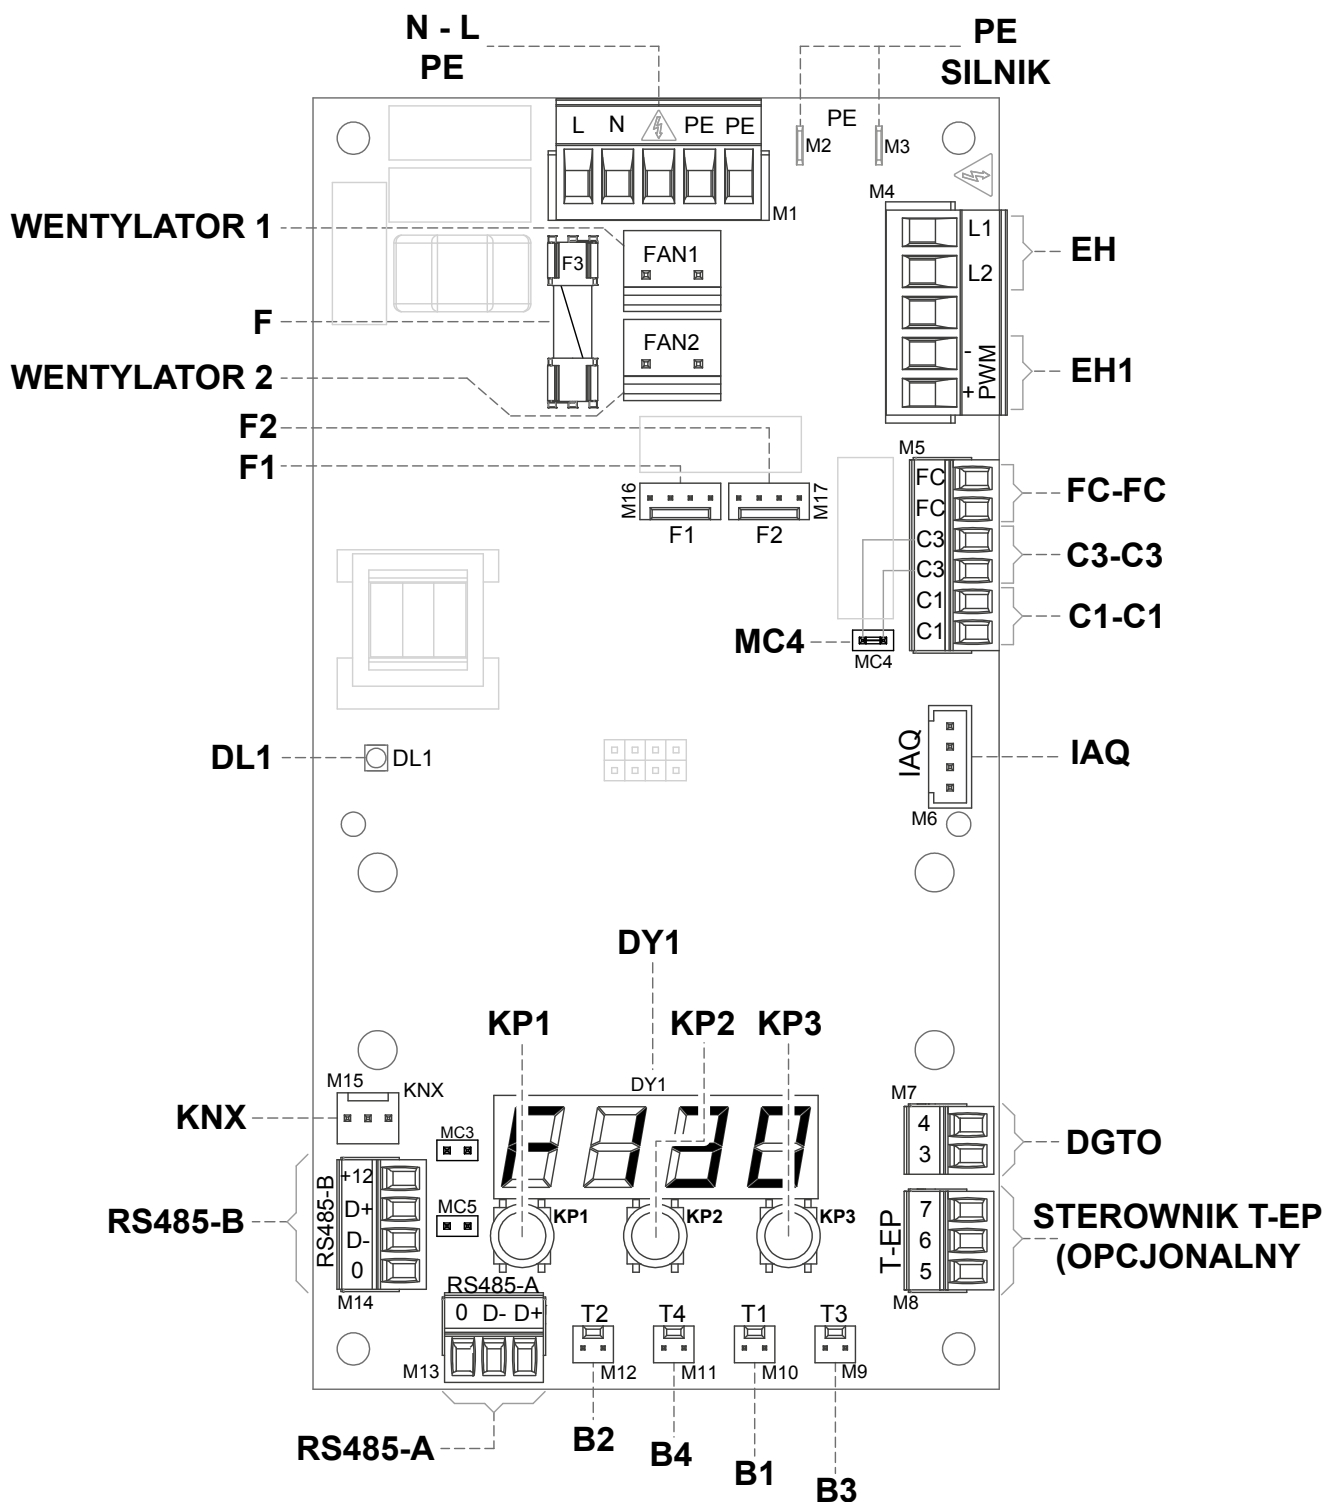 N - L
PE
PE
SILNIK
L N PE PE
M1
PE
M2
M3
M4
L1
L2
-
+
PWM
EH
EH1
WENTYLATOR 1
FAN1
F3
F
FAN2
WENTYLATOR 2
F2
F1
M16
F1
F2
M17
M5
FC
FC
C3
C3
C1
C1
FC-FC
C3-C3
C1-C1
MC4
MC4
DL1
DL1
IAQ
M6
IAQ
DY1
KP1
KP2
KP3
DY1
F130
KP1
KP2
KP3
M15
KNX
KNX
MC3
MC5
RS485-B
RS485-B
+12
D+
D-
0
M14
M7
4
3
DGTO
T-EP
7
6
5
M8
STEROWNIK T-EP
(OPCJONALNY
RS485-A
0 D- D+
M13
T2
M12
T4
M11
T1
M10
T3
M9
RS485-A
B2
B4
B1
B3